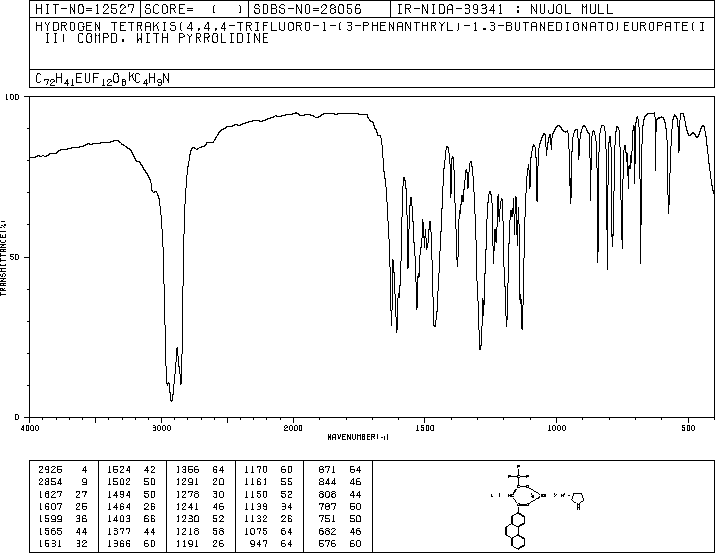 HIT-NO=12527 SCORE= ( ) SDBS-NO=28056 IR-NIDA-39341 : NUJOL MULL
HYDROGEN TETRAKIS(4,4,4-TRIFLUORO-1-(3-PHENANTHRYL)-1,3-BUTANEDIONATO)EUROPATE(I
II) COMPD. WITH PYRROLIDINE
C72H41EUF12O8KC4H9N
100
50
0
TRANSMITTANCE(%)
4000 3000 2000 1500 1000 500
WAVENUMBER(-1)
2925 4 1524 42 1356 64 1170 60 871 64
2854 9 1502 50 1291 20 1161 55 844 46
1627 27 1494 50 1278 30 1150 52 808 44
1607 25 1464 26 1241 46 1139 34 787 50
1599 36 1403 66 1230 52 1132 26 751 50
1565 44 1377 44 1218 58 1075 64 682 46
1531 32 1366 60 1191 26 947 64 576 60